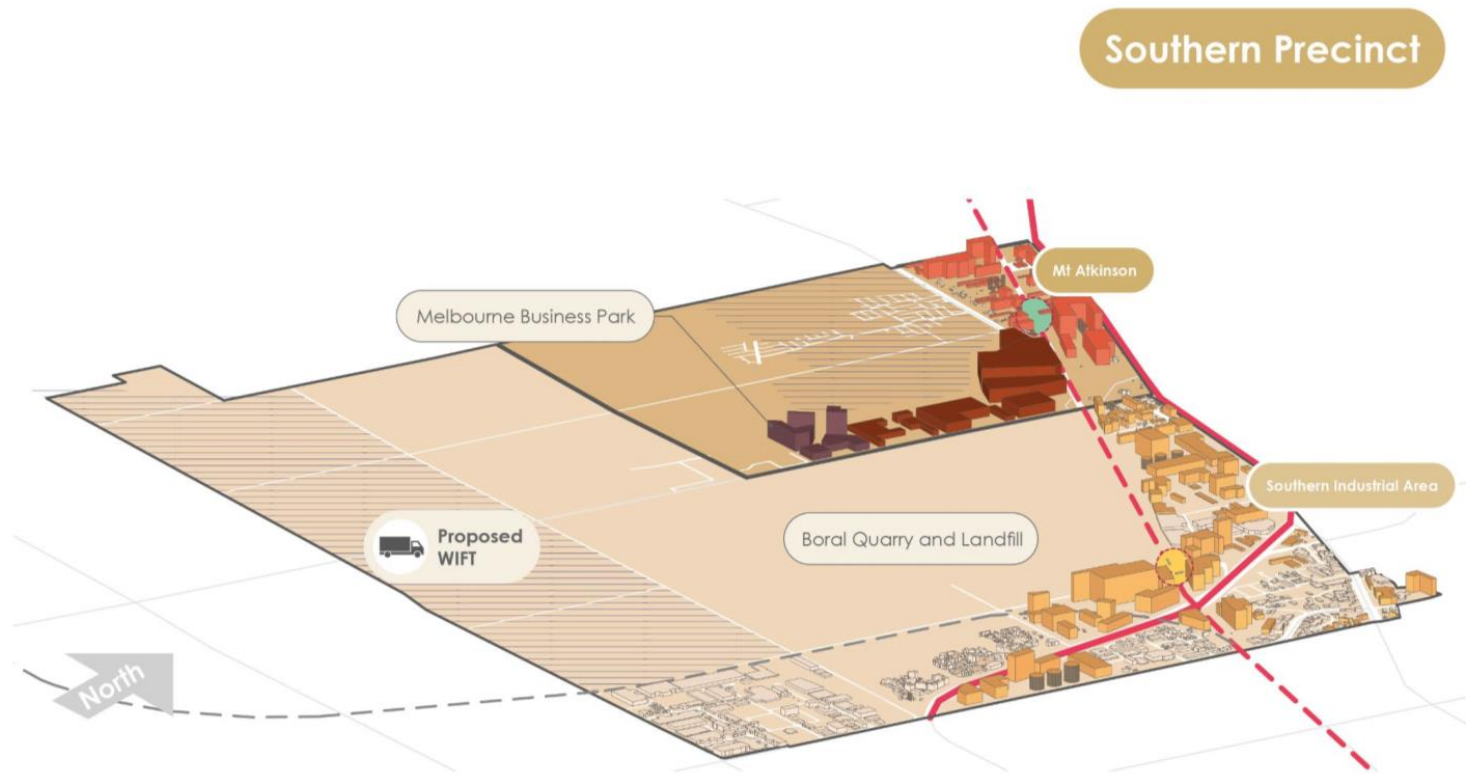 Southern Precinct
Mt Atkinson
Melbourne Business Park
Southern Industrial Area
Proposed
WIFT
Boral Quarry and Landfill
North